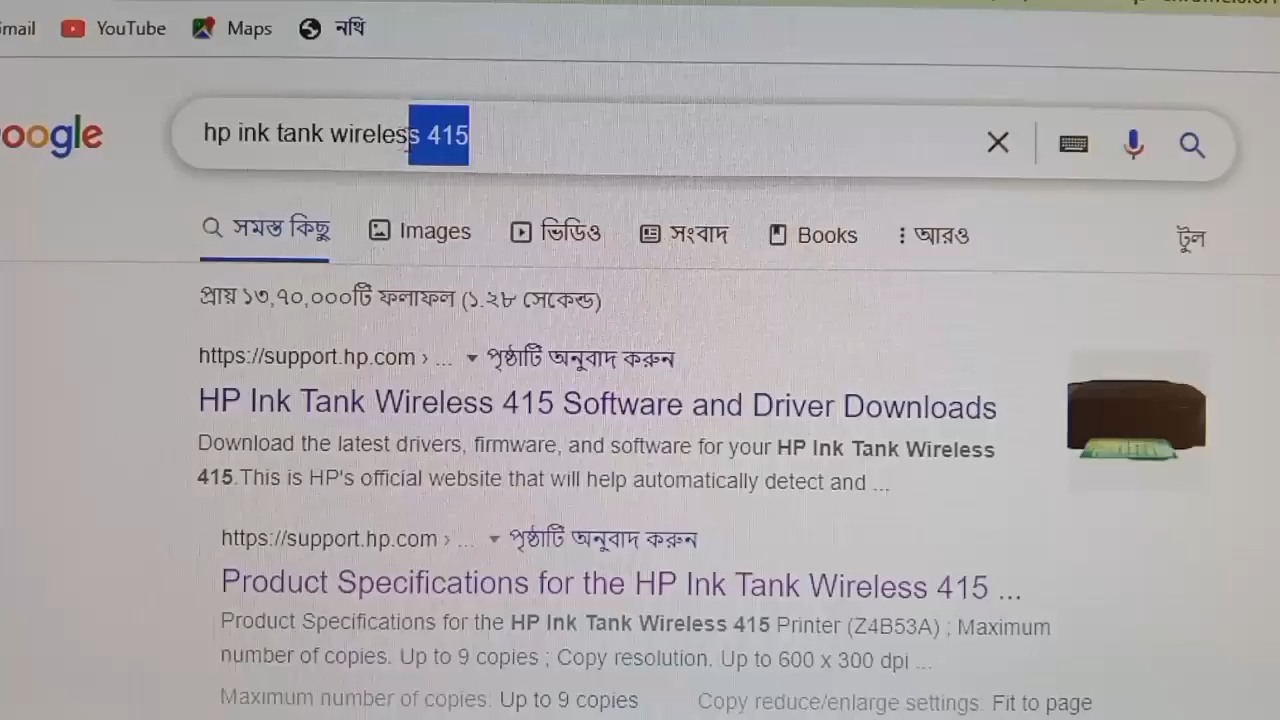 YouTube Maps নথি
hp ink tank wireless 415
সমস্ত কিছু Images ভিডিও সংবাদ Books আরও টুল
প্রায় ১৩,৭০,০০০টি ফলাফল (১.২৮ সেকেন্ড)
https://support.hp.com › ... পৃষ্ঠাটি অনুবাদ করুন
HP Ink Tank Wireless 415 Software and Driver Downloads
Download the latest drivers, firmware, and software for your HP Ink Tank Wireless
415.This is HP's official website that will help automatically detect and ...
https://support.hp.com › ... পৃষ্ঠাটি অনুবাদ করুন
Product Specifications for the HP Ink Tank Wireless 415 ...
Product Specifications for the HP Ink Tank Wireless 415 Printer (Z4B53A) ; Maximum
number of copies. Up to 9 copies ; Copy resolution. Up to 600 x 300 dpi ...
Maximum number of copies: Up to 9 copies Copy reduce/enlarge settings: Fit to page